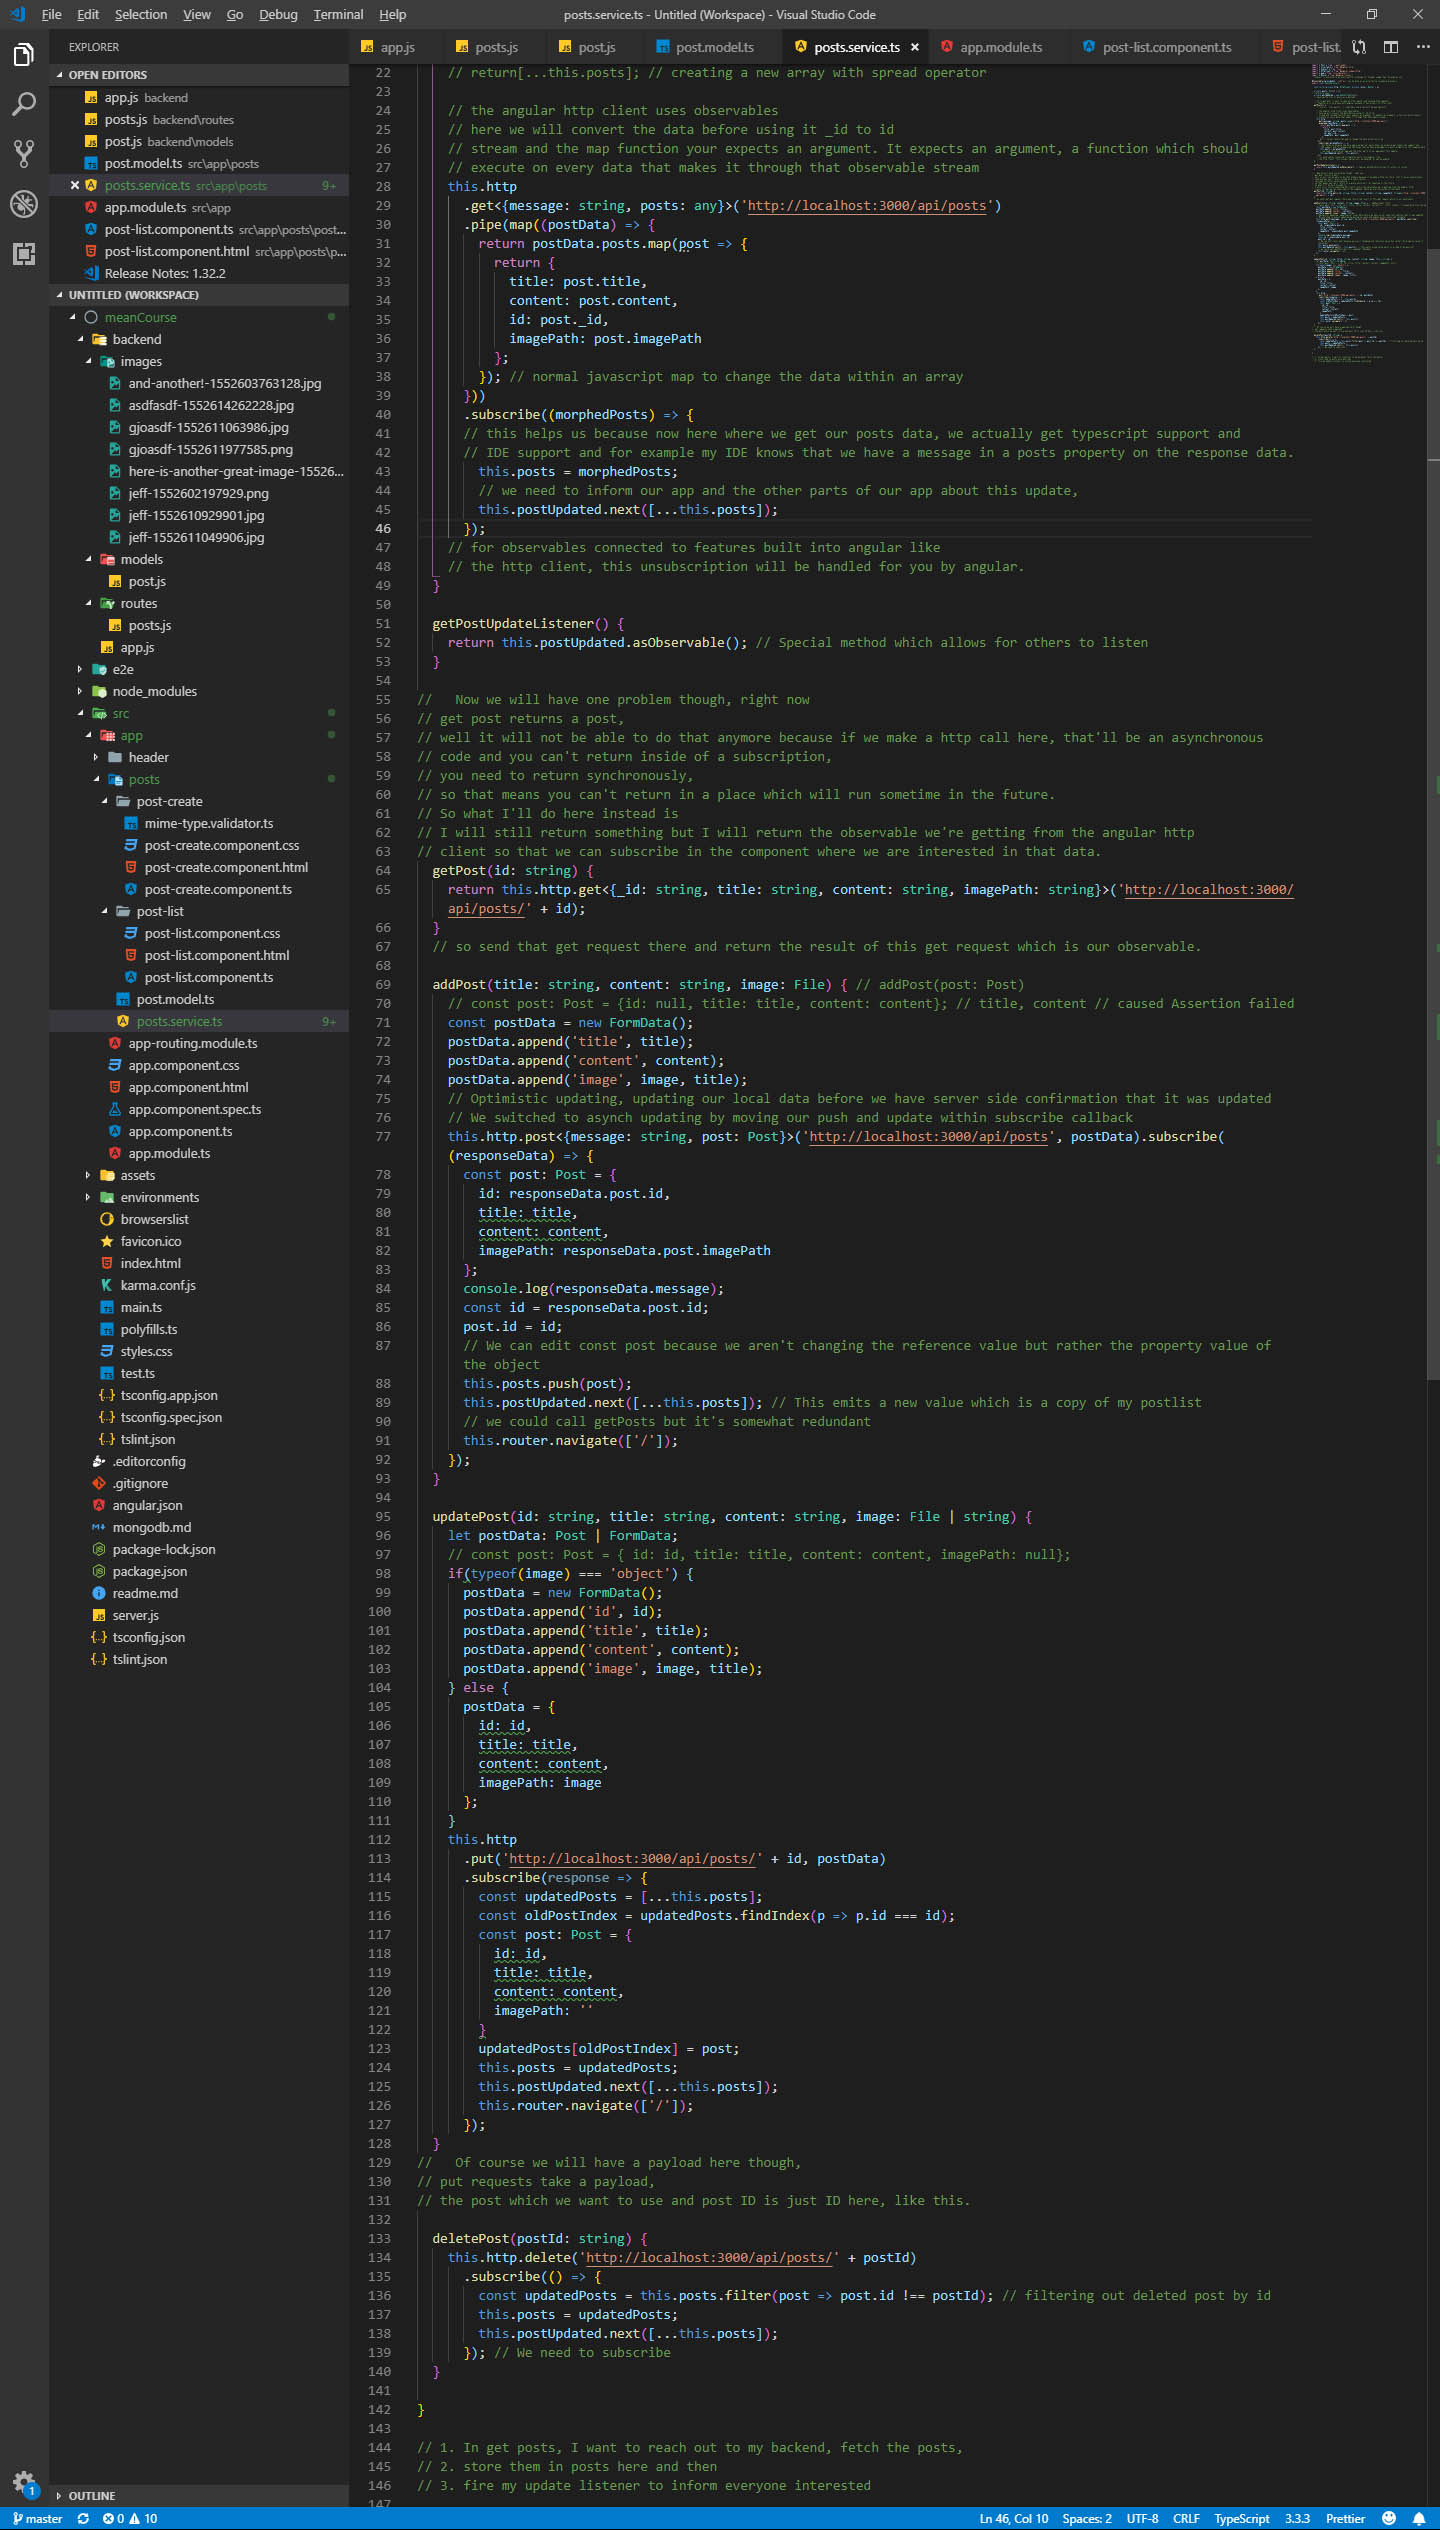 File Edit Selection View Go Debug Terminal Help
posts.service.ts - Untitled (Workspace) - Visual Studio Code
EXPLORER
OPEN EDITORS
app.js backend
posts.js backend\routes
post.js backend\models
post.model.ts src\app\posts
posts.service.ts src\app\posts 9+
app.module.ts src\app
post-list.component.ts src\app\posts\post...
post-list.component.html src\app\posts\p...
Release Notes: 1.32.2
UNTITLED (WORKSPACE)
meanCourse
backend
images
and-another!-1552603763128.jpg
asdfasdf-1552614262228.jpg
gjoasdf-1552611063986.jpg
gjoasdf-1552611977585.png
here-is-another-great-image-15526...
jeff-1552602197929.png
jeff-1552610929901.jpg
jeff-1552611049906.jpg
models
post.js
routes
posts.js
app.js
e2e
node_modules
src
app
header
posts
post-create
mime-type.validator.ts
post-create.component.css
post-create.component.html
post-create.component.ts
post-list
post-list.component.css
post-list.component.html
post-list.component.ts
post.model.ts
posts.service.ts 9+
app-routing.module.ts
app.component.css
app.component.html
app.component.spec.ts
app.component.ts
app.module.ts
assets
environments
browserslist
favicon.ico
index.html
karma.conf.js
main.ts
polyfills.ts
styles.css
test.ts
tsconfig.app.json
tsconfig.spec.json
tslint.json
.editorconfig
.gitignore
angular.json
mongodb.md
package-lock.json
package.json
readme.md
server.js
tsconfig.json
tslint.json
OUTLINE
app.js posts.js post.js post.model.ts posts.service.ts app.module.ts post-list.component.ts post-list.
22 // return[...this.posts]; // creating a new array with spread operator
23
24 // the angular http client uses observables
25 // here we will convert the data before using it _id to id
26 // stream and the map function your expects an argument. It expects an argument, a function which should
27 // execute on every data that makes it through that observable stream
28 this.http
29 .get<{message: string, posts: any}>('http://localhost:3000/api/posts')
30 .pipe(map((postData) => {
31 return postData.posts.map(post => {
32 return {
33 title: post.title,
34 content: post.content,
35 id: post._id,
36 imagePath: post.imagePath
37 };
38 }); // normal javascript map to change the data within an array
39 }))
40 .subscribe((morphedPosts) => {
41 // this helps us because now here where we get our posts data, we actually get typescript support and
42 // IDE support and for example my IDE knows that we have a message in a posts property on the response data.
43 this.posts = morphedPosts;
44 // we need to inform our app and the other parts of our app about this update,
45 this.postUpdated.next([...this.posts]);
46 });
47 // for observables connected to features built into angular like
48 // the http client, this unsubscription will be handled for you by angular.
49 }
50
51 getPostUpdateListener() {
52 return this.postUpdated.asObservable(); // Special method which allows for others to listen
53 }
54
55 // Now we will have one problem though, right now
56 // get post returns a post,
57 // well it will not be able to do that anymore because if we make a http call here, that'll be an asynchronous
58 // code and you can't return inside of a subscription,
59 // you need to return synchronously,
60 // so that means you can't return in a place which will run sometime in the future.
61 // So what I'll do here instead is
62 // I will still return something but I will return the observable we're getting from the angular http
63 // client so that we can subscribe in the component where we are interested in that data.
64 getPost(id: string) {
65 return this.http.get<{_id: string, title: string, content: string, imagePath: string}>('http://localhost:3000/
api/posts/' + id);
66 }
67 // so send that get request there and return the result of this get request which is our observable.
68
69 addPost(title: string, content: string, image: File) { // addPost(post: Post)
70 // const post: Post = {id: null, title: title, content: content}; // title, content // caused Assertion failed
71 const postData = new FormData();
72 postData.append('title', title);
73 postData.append('content', content);
74 postData.append('image', image, title);
75 // Optimistic updating, updating our local data before we have server side confirmation that it was updated
76 // We switched to asynch updating by moving our push and update within subscribe callback
77 this.http.post<{message: string, post: Post}>('http://localhost:3000/api/posts', postData).subscribe(
(responseData) => {
78 const post: Post = {
79 id: responseData.post.id,
80 title: title,
81 content: content,
82 imagePath: responseData.post.imagePath
83 };
84 console.log(responseData.message);
85 const id = responseData.post.id;
86 post.id = id;
87 // We can edit const post because we aren't changing the reference value but rather the property value of
the object
88 this.posts.push(post);
89 this.postUpdated.next([...this.posts]); // This emits a new value which is a copy of my postlist
90 // we could call getPosts but it's somewhat redundant
91 this.router.navigate(['/']);
92 });
93 }
94
95 updatePost(id: string, title: string, content: string, image: File | string) {
96 let postData: Post | FormData;
97 // const post: Post = { id: id, title: title, content: content, imagePath: null};
98 if(typeof(image) === 'object') {
99 postData = new FormData();
100 postData.append('id', id);
101 postData.append('title', title);
102 postData.append('content', content);
103 postData.append('image', image, title);
104 } else {
105 postData = {
106 id: id,
107 title: title,
108 content: content,
109 imagePath: image
110 };
111 }
112 this.http
113 .put('http://localhost:3000/api/posts/' + id, postData)
114 .subscribe(response => {
115 const updatedPosts = [...this.posts];
116 const oldPostIndex = updatedPosts.findIndex(p => p.id === id);
117 const post: Post = {
118 id: id,
119 title: title,
120 content: content,
121 imagePath: ''
122 }
123 updatedPosts[oldPostIndex] = post;
124 this.posts = updatedPosts;
125 this.postUpdated.next([...this.posts]);
126 this.router.navigate(['/']);
127 });
128 }
129 // Of course we will have a payload here though,
130 // put requests take a payload,
131 // the post which we want to use and post ID is just ID here, like this.
132
133 deletePost(postId: string) {
134 this.http.delete('http://localhost:3000/api/posts/' + postId)
135 .subscribe(() => {
136 const updatedPosts = this.posts.filter(post => post.id !== postId); // filtering out deleted post by id
137 this.posts = updatedPosts;
138 this.postUpdated.next([...this.posts]);
139 }); // We need to subscribe
140 }
141
142 }
143
144 // 1. In get posts, I want to reach out to my backend, fetch the posts,
145 // 2. store them in posts here and then
146 // 3. fire my update listener to inform everyone interested
147
1
master 0 10 Ln 46, Col 10 Spaces: 2 UTF-8 CRLF TypeScript 3.3.3 Prettier